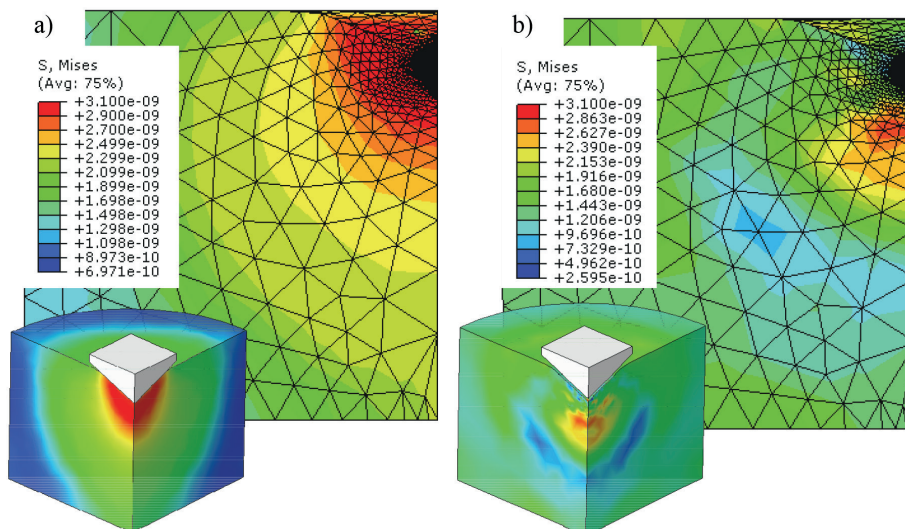 a)
S, Mises
(Avg: 75%)
+3.100e-09
+2.900e-09
+2.700e-09
+2.499e-09
+2.299e-09
+2.099e-09
+1.899e-09
+1.698e-09
+1.498e-09
+1.298e-09
+1.098e-09
+8.973e-10
+6.971e-10
b)
S, Mises
(Avg: 75%)
+3.100e-09
+2.863e-09
+2.627e-09
+2.390e-09
+2.153e-09
+1.916e-09
+1.680e-09
+1.443e-09
+1.206e-09
+9.696e-10
+7.329e-10
+4.962e-10
+2.595e-10